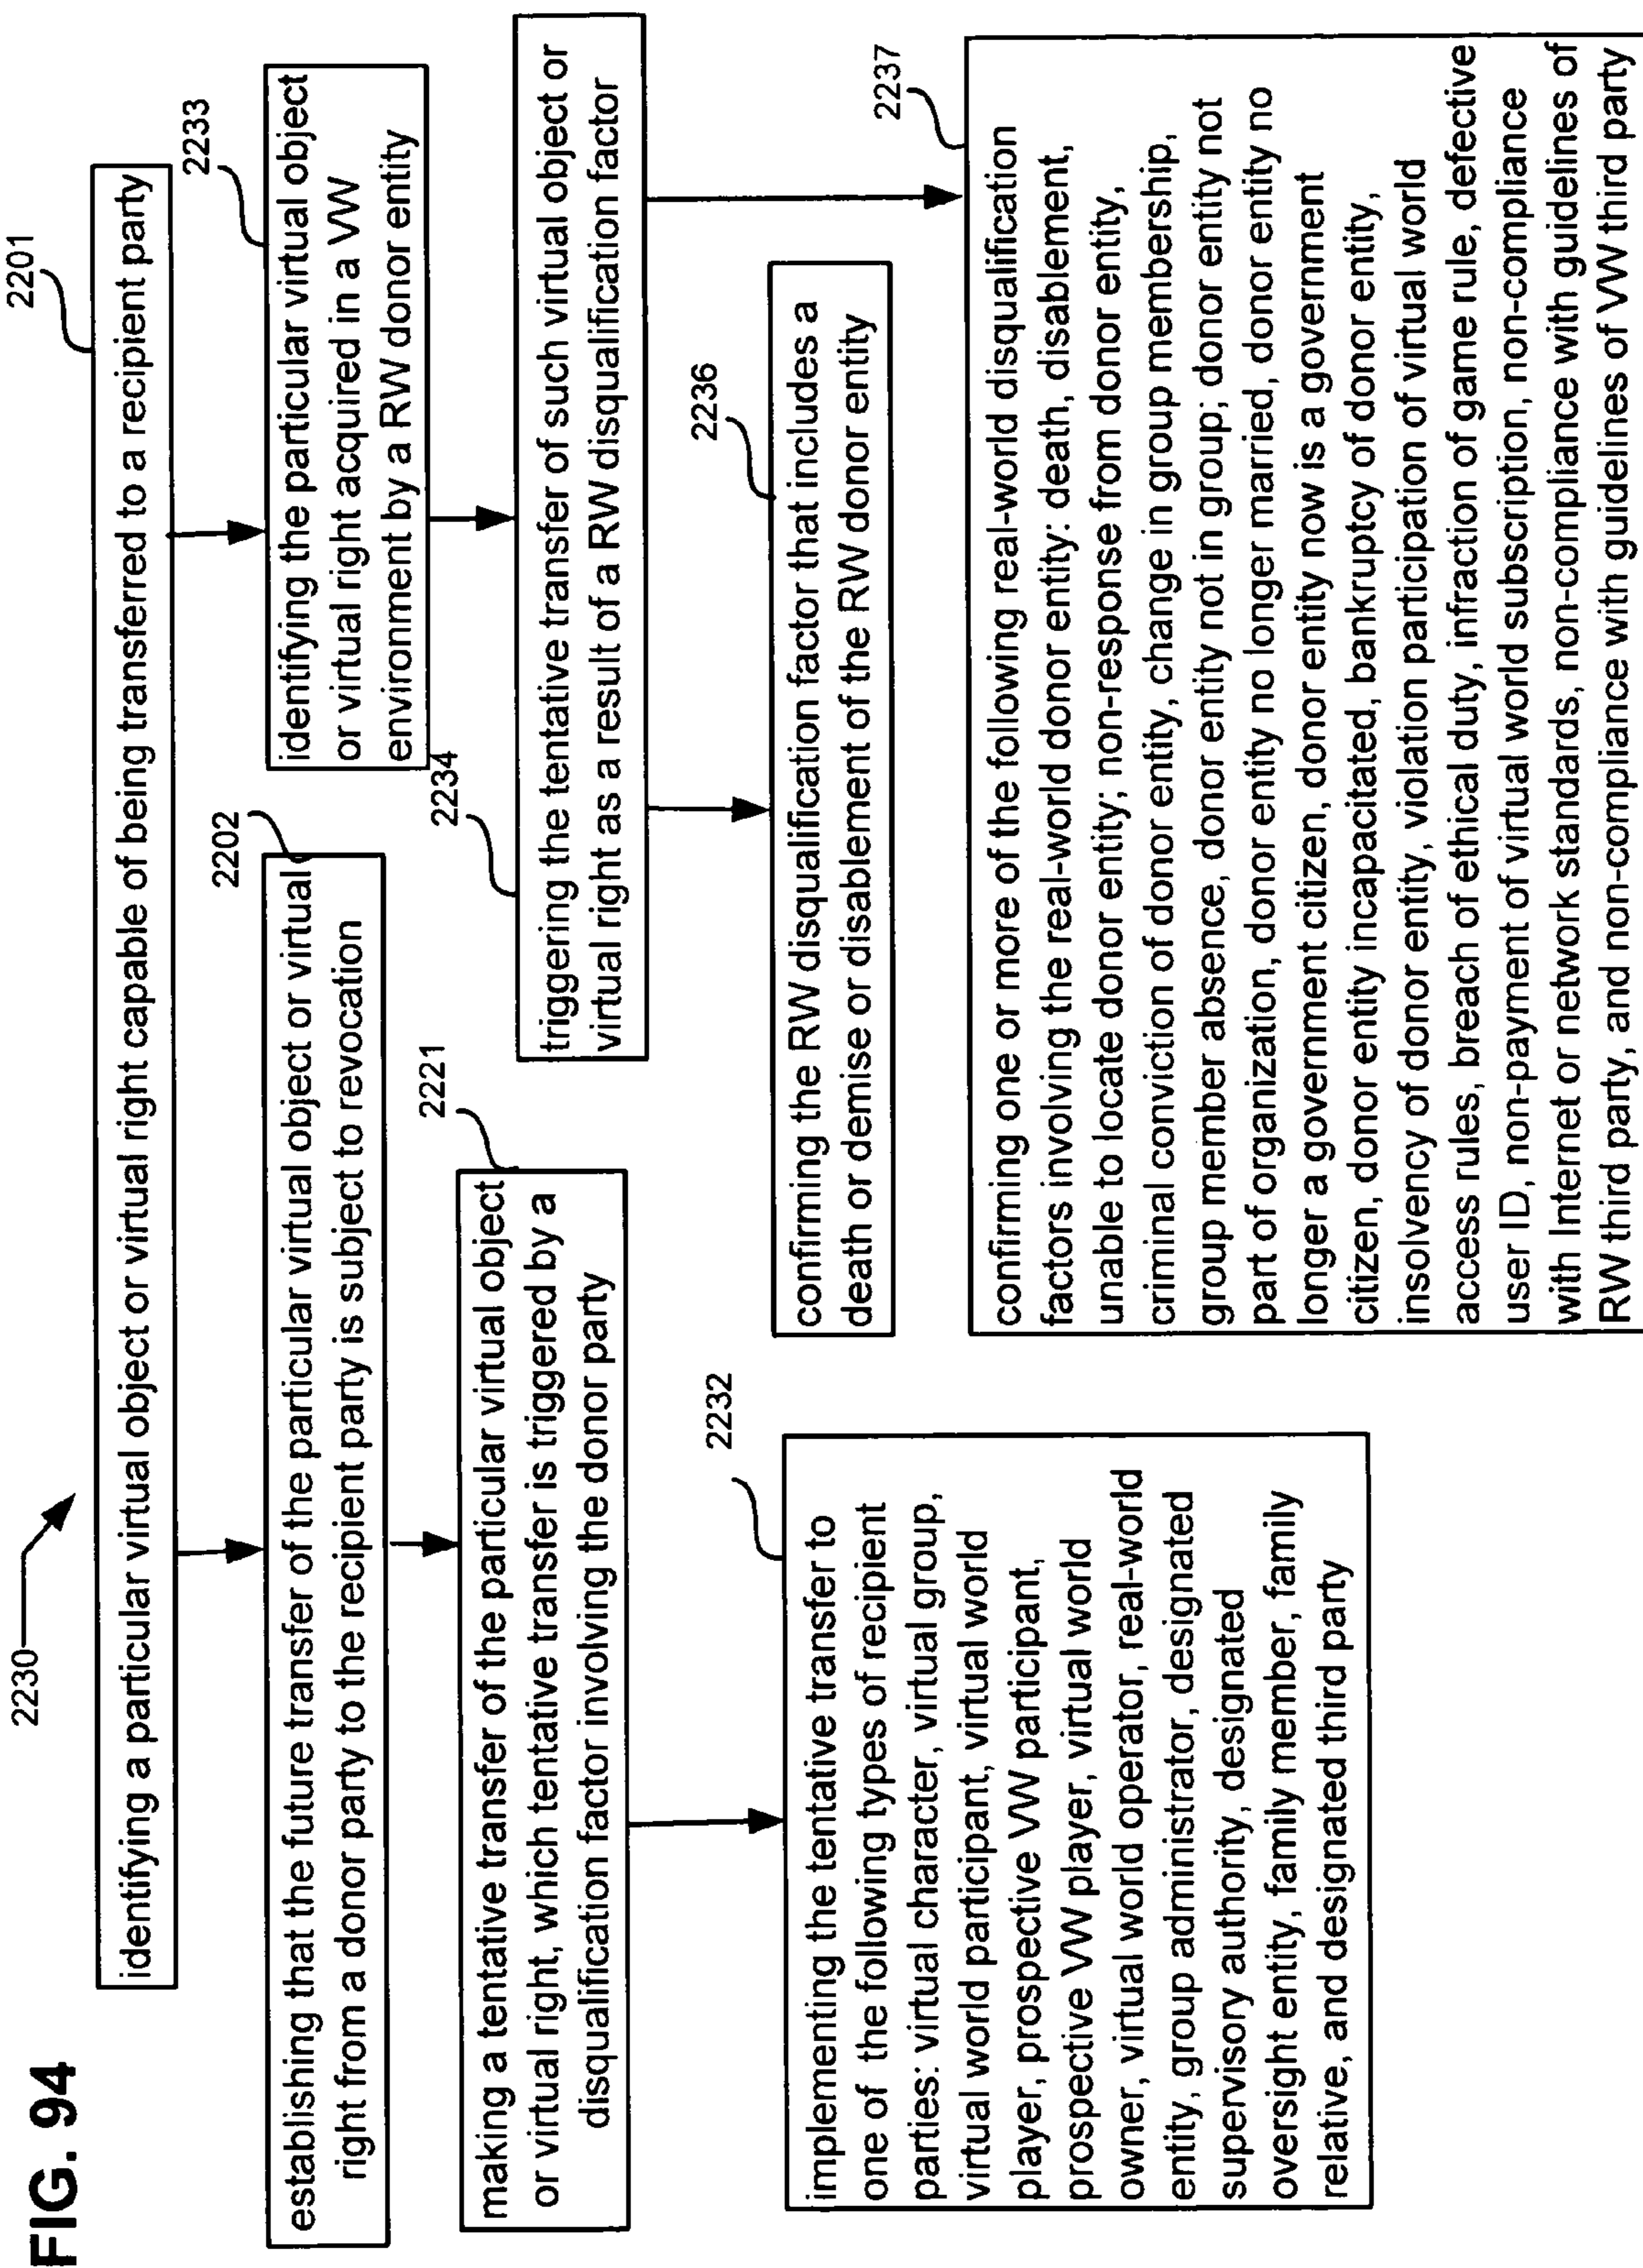 FIG. 94
2230
2201
identifying a particular virtual object or virtual right capable of being transferred to a recipient party
2202
establishing that the future transfer of the particular virtual object or virtual
right from a donor party to the recipient party is subject to revocation
2221
making a tentative transfer of the particular virtual object
or virtual right, which tentative transfer is triggered by a
disqualification factor involving the donor party
2232
implementing the tentative transfer to
one of the following types of recipient
parties: virtual character, virtual group,
virtual world participant, virtual world
player, prospective VW participant,
prospective VW player, virtual world
owner, virtual world operator, real-world
entity, group administrator, designated
supervisory authority, designated
oversight entity, family member, family
relative, and designated third party
2233
identifying the particular virtual object
or virtual right acquired in a VW
environment by a RW donor entity
2234
triggering the tentative transfer of such virtual object or
virtual right as a result of a RW disqualification factor
2236
confirming the RW disqualification factor that includes a
death or demise or disablement of the RW donor entity
2237
confirming one or more of the following real-world disqualification
factors involving the real-world donor entity: death, disablement,
unable to locate donor entity; non-response from donor entity,
criminal conviction of donor entity, change in group membership,
group member absence, donor entity not in group; donor entity not
part of organization, donor entity no longer married, donor entity no
longer a government citizen, donor entity now is a government
citizen, donor entity incapacitated, bankruptcy of donor entity,
insolvency of donor entity, violation participation of virtual world
access rules, breach of ethical duty, infraction of game rule, defective
user ID, non-payment of virtual world subscription, non-compliance
with Internet or network standards, non-compliance with guidelines of
RW third party, and non-compliance with guidelines of VW third party